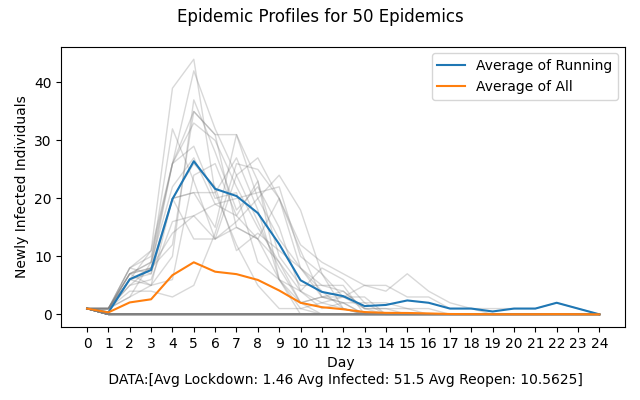 Epidemic Profiles for 50 Epidemics
Average of Running
Average of All
Newly Infected Individuals
40
30
20
10
0
0 1 2 3 4 5 6 7 8 9 10 11 12 13 14 15 16 17 18 19 20 21 22 23 24
Day
DATA:[Avg Lockdown: 1.46 Avg Infected: 51.5 Avg Reopen: 10.5625]